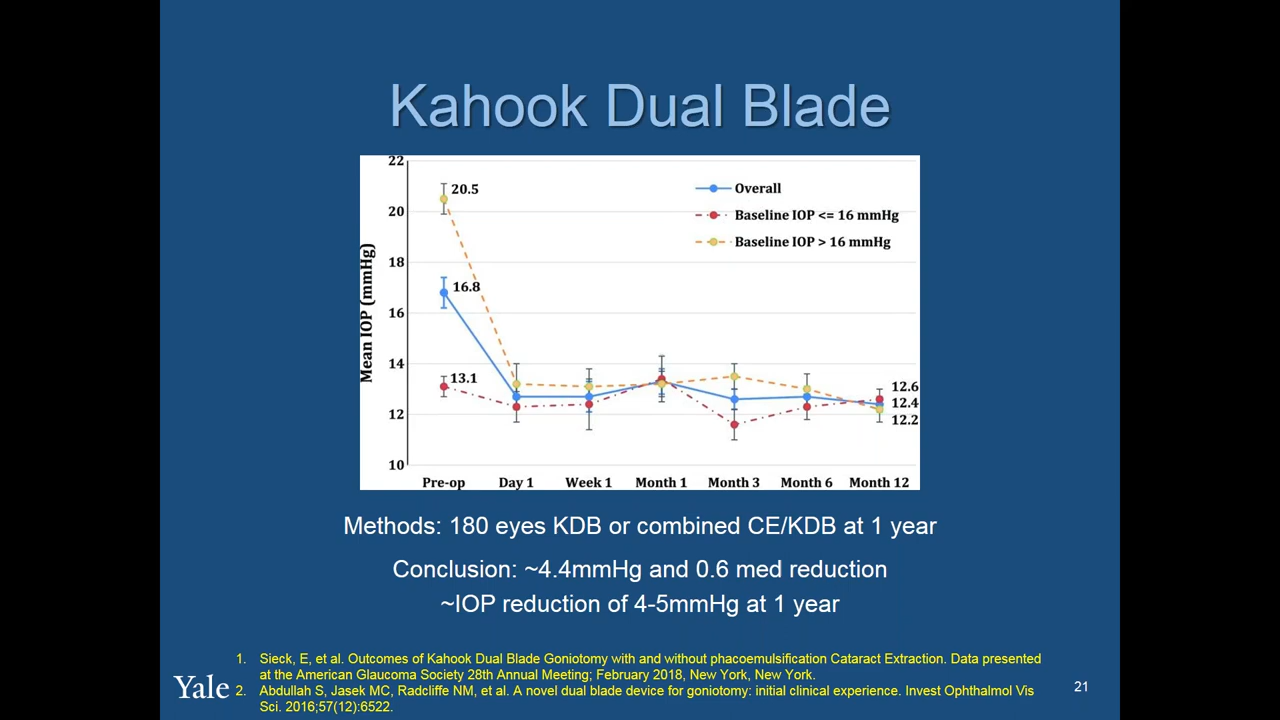 Kahook Dual Blade
22
20
18
16
14
12
10
Mean IOP (mmHg)
Overall
Baseline IOP <= 16 mmHg
Baseline IOP > 16 mmHg
20.5
16.8
13.1
12.6
12.4
12.2
Pre-op Day 1 Week 1 Month 1 Month 3 Month 6 Month 12
Methods: 180 eyes KDB or combined CE/KDB at 1 year
Conclusion: ~4.4mmHg and 0.6 med reduction
~IOP reduction of 4-5mmHg at 1 year
1. Sieck, E, et al. Outcomes of Kahook Dual Blade Goniotomy with and without phacoemulsification Cataract Extraction. Data presented
at the American Glaucoma Society 28th Annual Meeting; February 2018, New York, New York.
2. Abdullah S, Jasek MC, Radcliffe NM, et al. A novel dual blade device for goniotomy: initial clinical experience. Invest Ophthalmol Vis
Sci. 2016;57(12):6522.
Yale
21